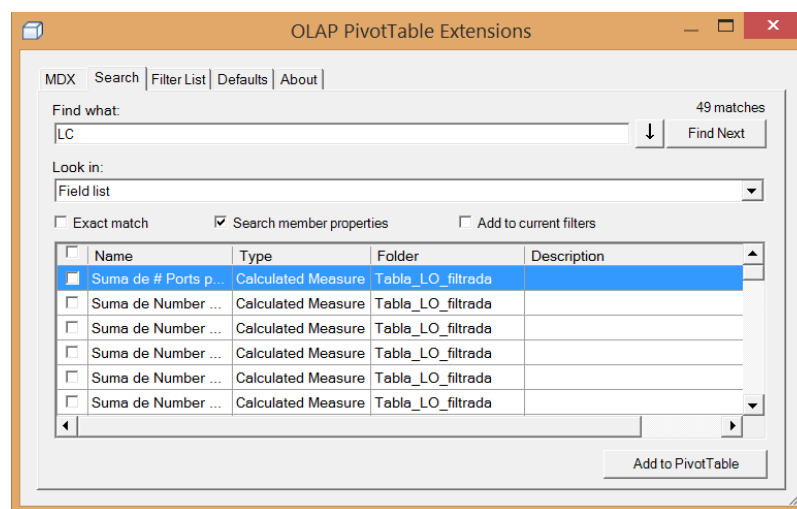 OLAP PivotTable Extensions
MDX Search Filter List Defaults About
Find what: 49 matches
LC Find Next
Look in:
Field list
Exact match Search member properties Add to current filters
Name Type Folder Description
Suma de # Ports p... Calculated Measure Tabla_LO_filtrada
Suma de Number ... Calculated Measure Tabla_LO_filtrada
Suma de Number ... Calculated Measure Tabla_LO_filtrada
Suma de Number ... Calculated Measure Tabla_LO_filtrada
Suma de Number ... Calculated Measure Tabla_LO_filtrada
Suma de Number ... Calculated Measure Tabla_LO_filtrada
Add to PivotTable